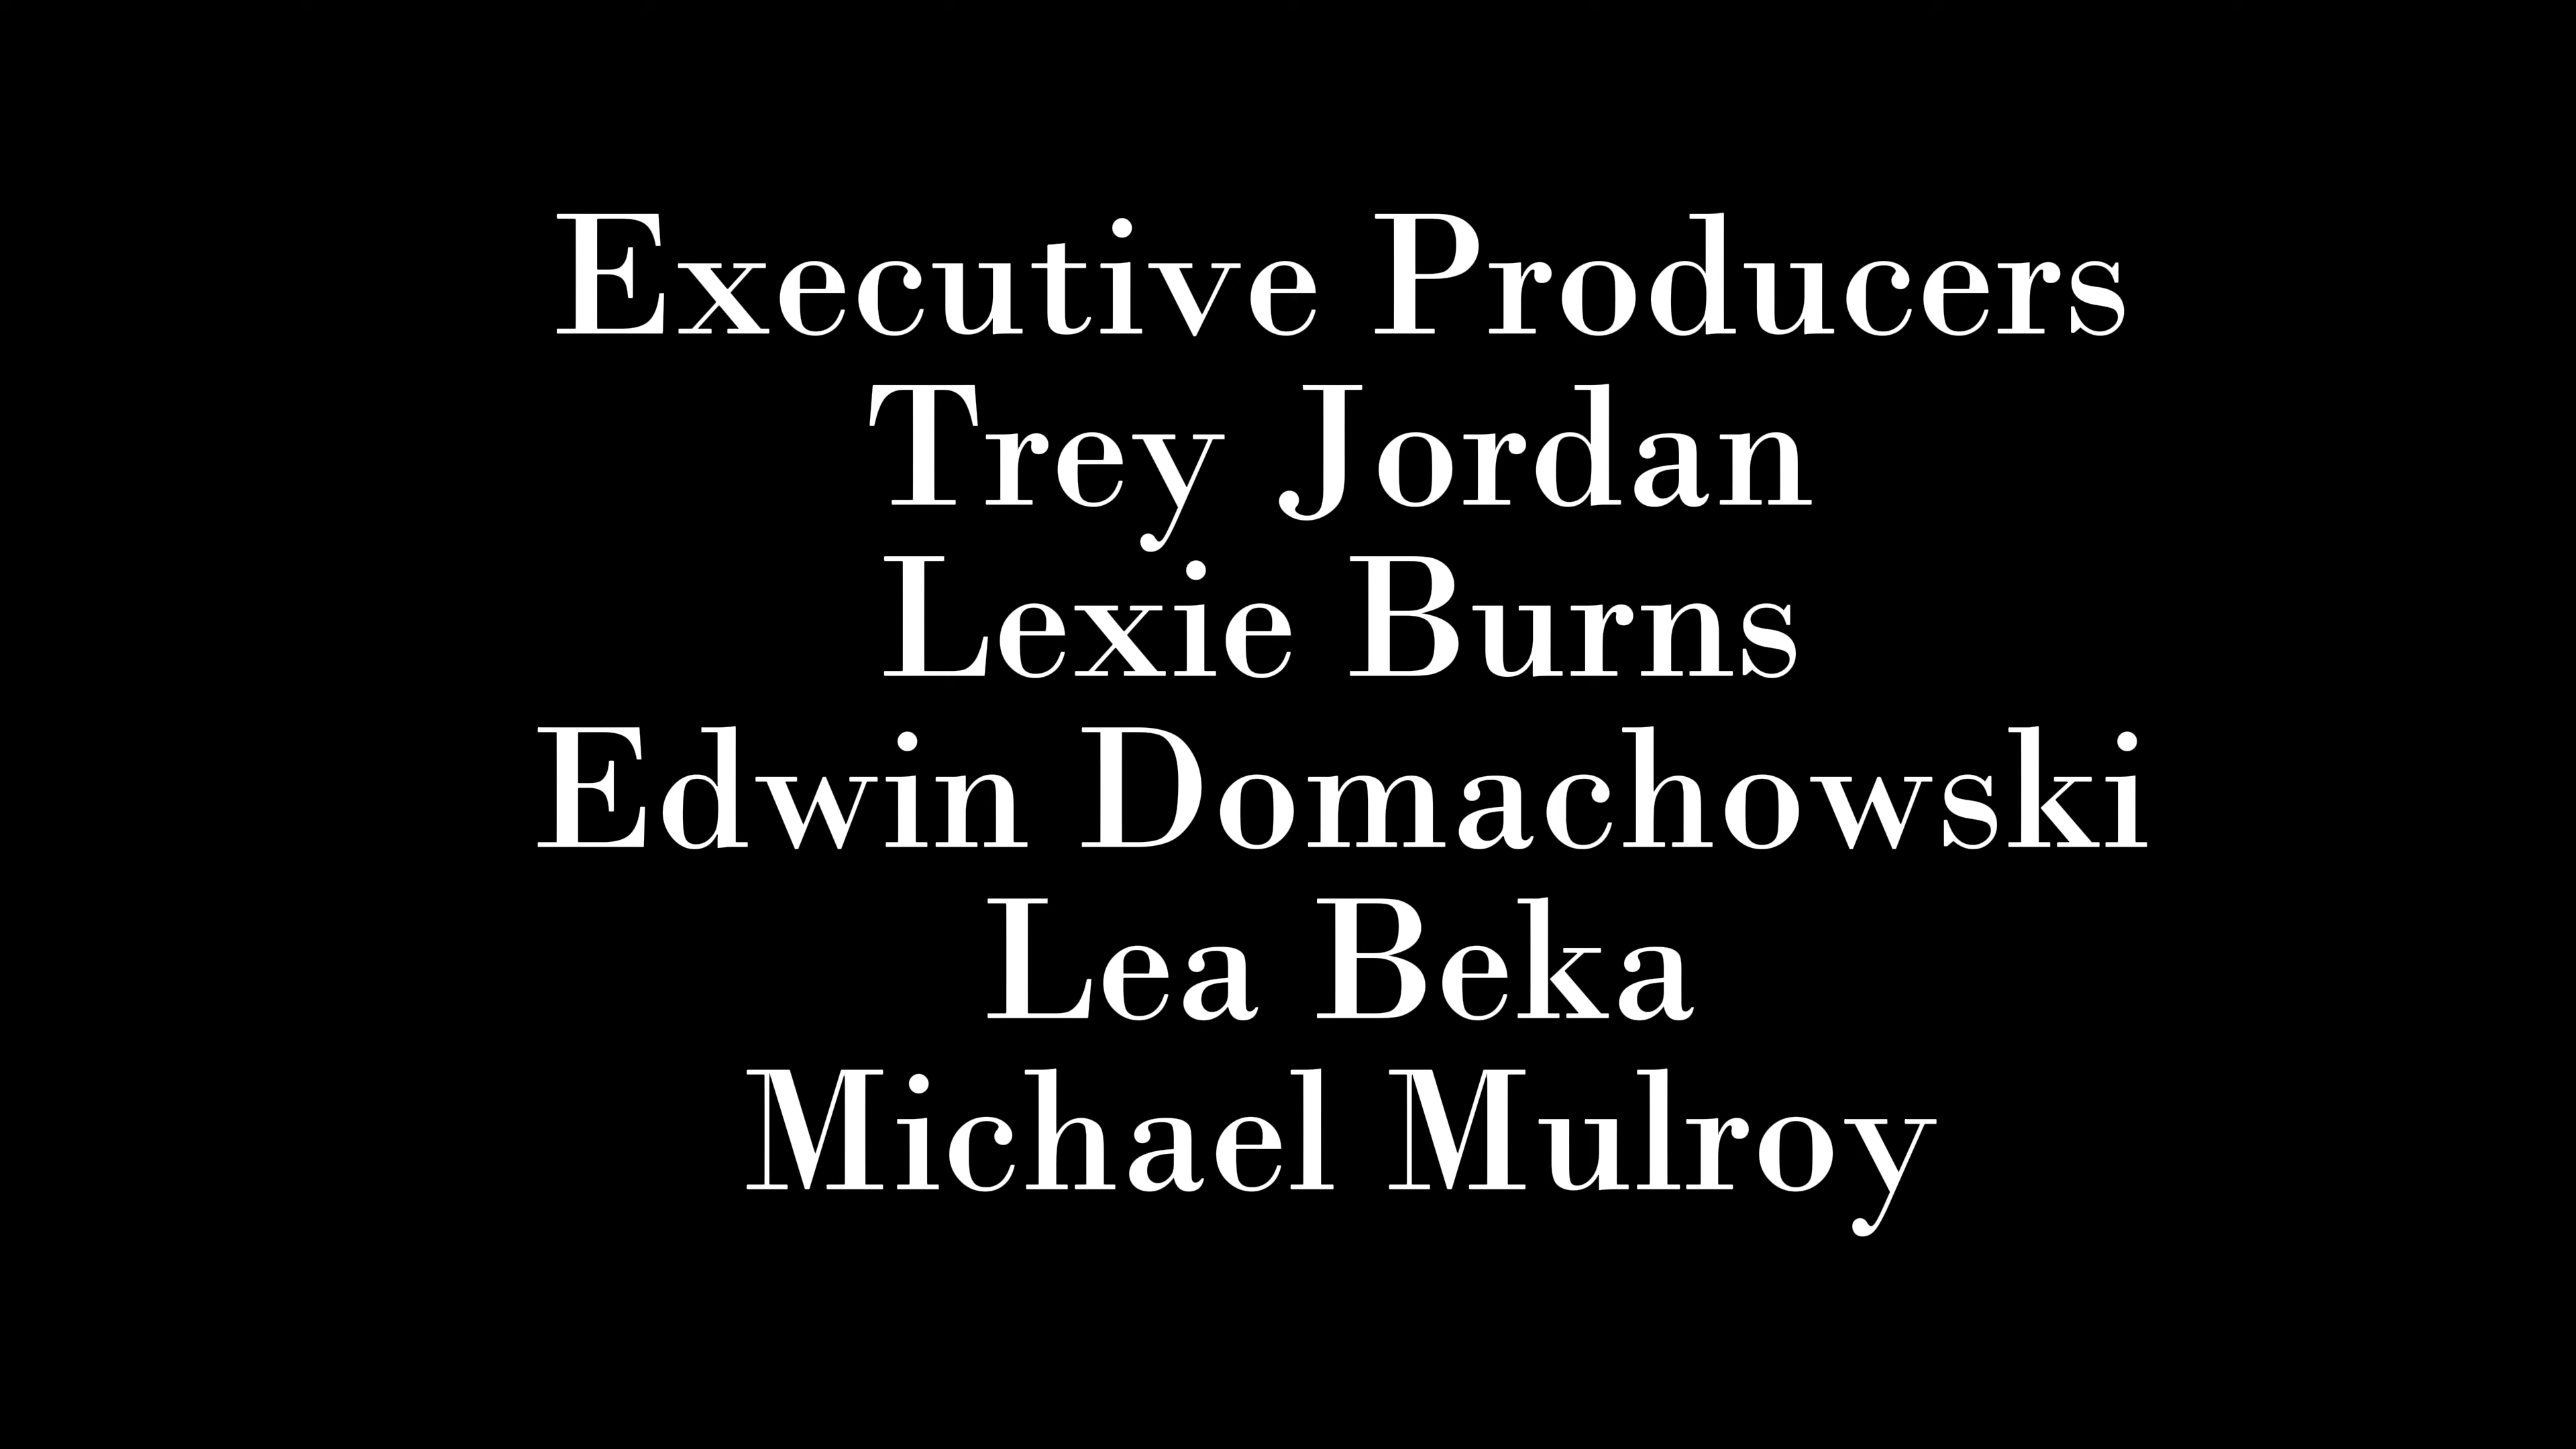 Executive Producers
Trey Jordan
Lexie Burns
Edwin Domachowski
Lea Beka
Michael Mulroy